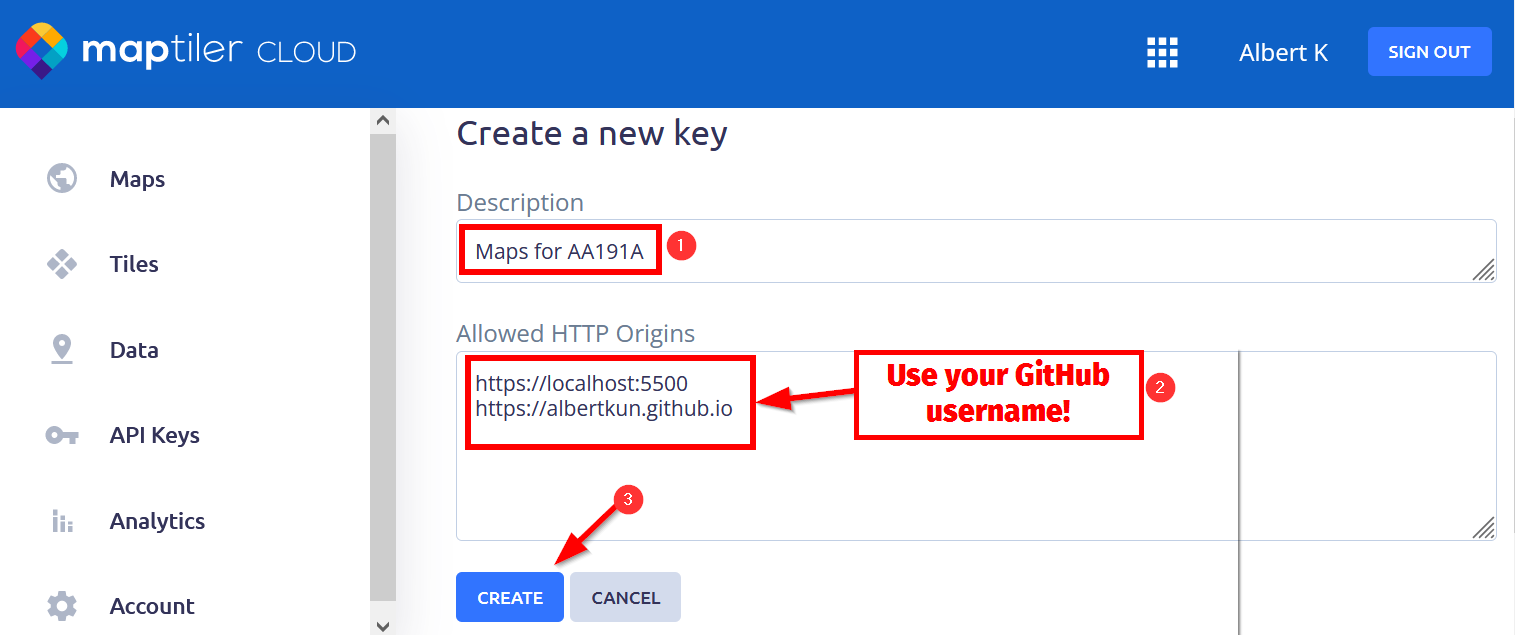 maptiler CLOUD
Albert K
SIGN OUT
Maps
Tiles
Data
API Keys
Analytics
Account
Create a new key
Description
Maps for AA191A
1
Allowed HTTP Origins
https://localhost:5500
https://albertkun.github.io
Use your GitHub
username!
2
3
CREATE
CANCEL